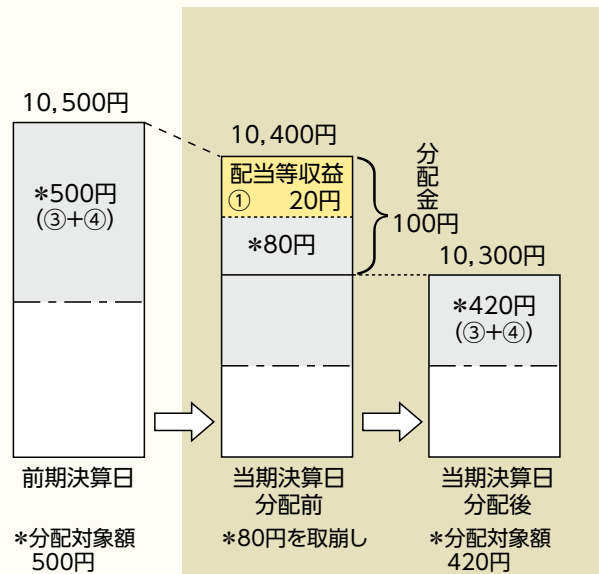 10,500円
*500円
(③+④)
前期決算日
*分配対象額
500円
10,400円
配当等収益
① 20円
*80円
分配金
100円
当期決算日
分配前
*80円を取崩し
10,300円
*420円
(③+④)
当期決算日
分配後
*分配対象額
420円